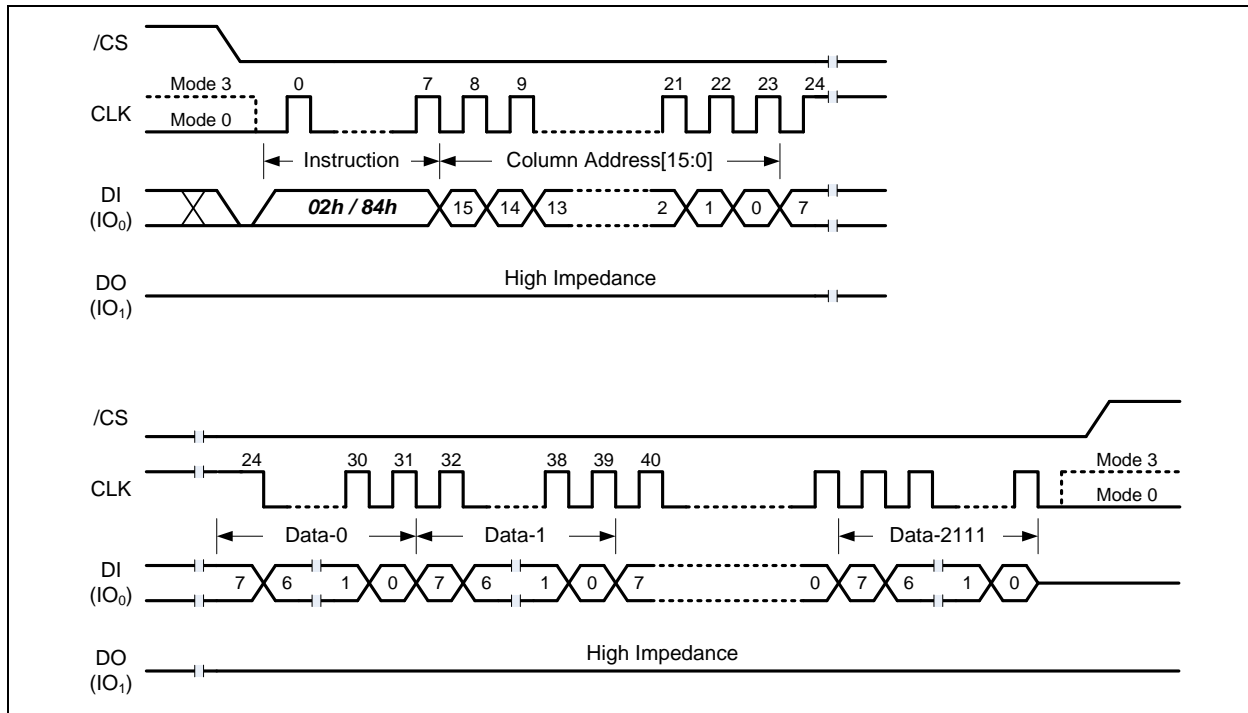 /CS
Mode 3 0 7 8 9 21 22 23 24
CLK
Mode 0
Instruction Column Address[15:0]
DI
(IO0)
02h / 84h 15 14 13 2 1 0 7
High Impedance
DO
(IO1)
/CS
24 30 31 32 38 39 40 Mode 3
CLK
Mode 0
Data-0 Data-1 Data-2111
DI
(IO0)
7 6 1 0 7 6 1 0 7 0 7 6 1 0
High Impedance
DO
(IO1)